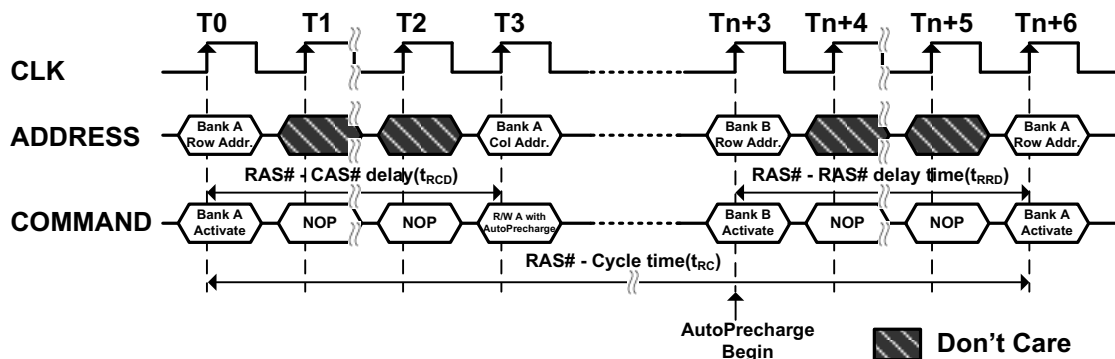 T0 T1 T2 T3 Tn+3 Tn+4 Tn+5 Tn+6
CLK
ADDRESS
Bank A
Row Addr.
Bank A
Col Addr.
Bank B
Row Addr.
Bank A
Row Addr.
RAS# - CAS# delay(tRCD)
RAS# - RAS# delay time(tRRD)
COMMAND
Bank A
Activate
NOP
NOP
R/W A with
AutoPrecharge
Bank B
Activate
NOP
NOP
Bank A
Activate
RAS# - Cycle time(tRC)
AutoPrecharge
Begin
Don't Care